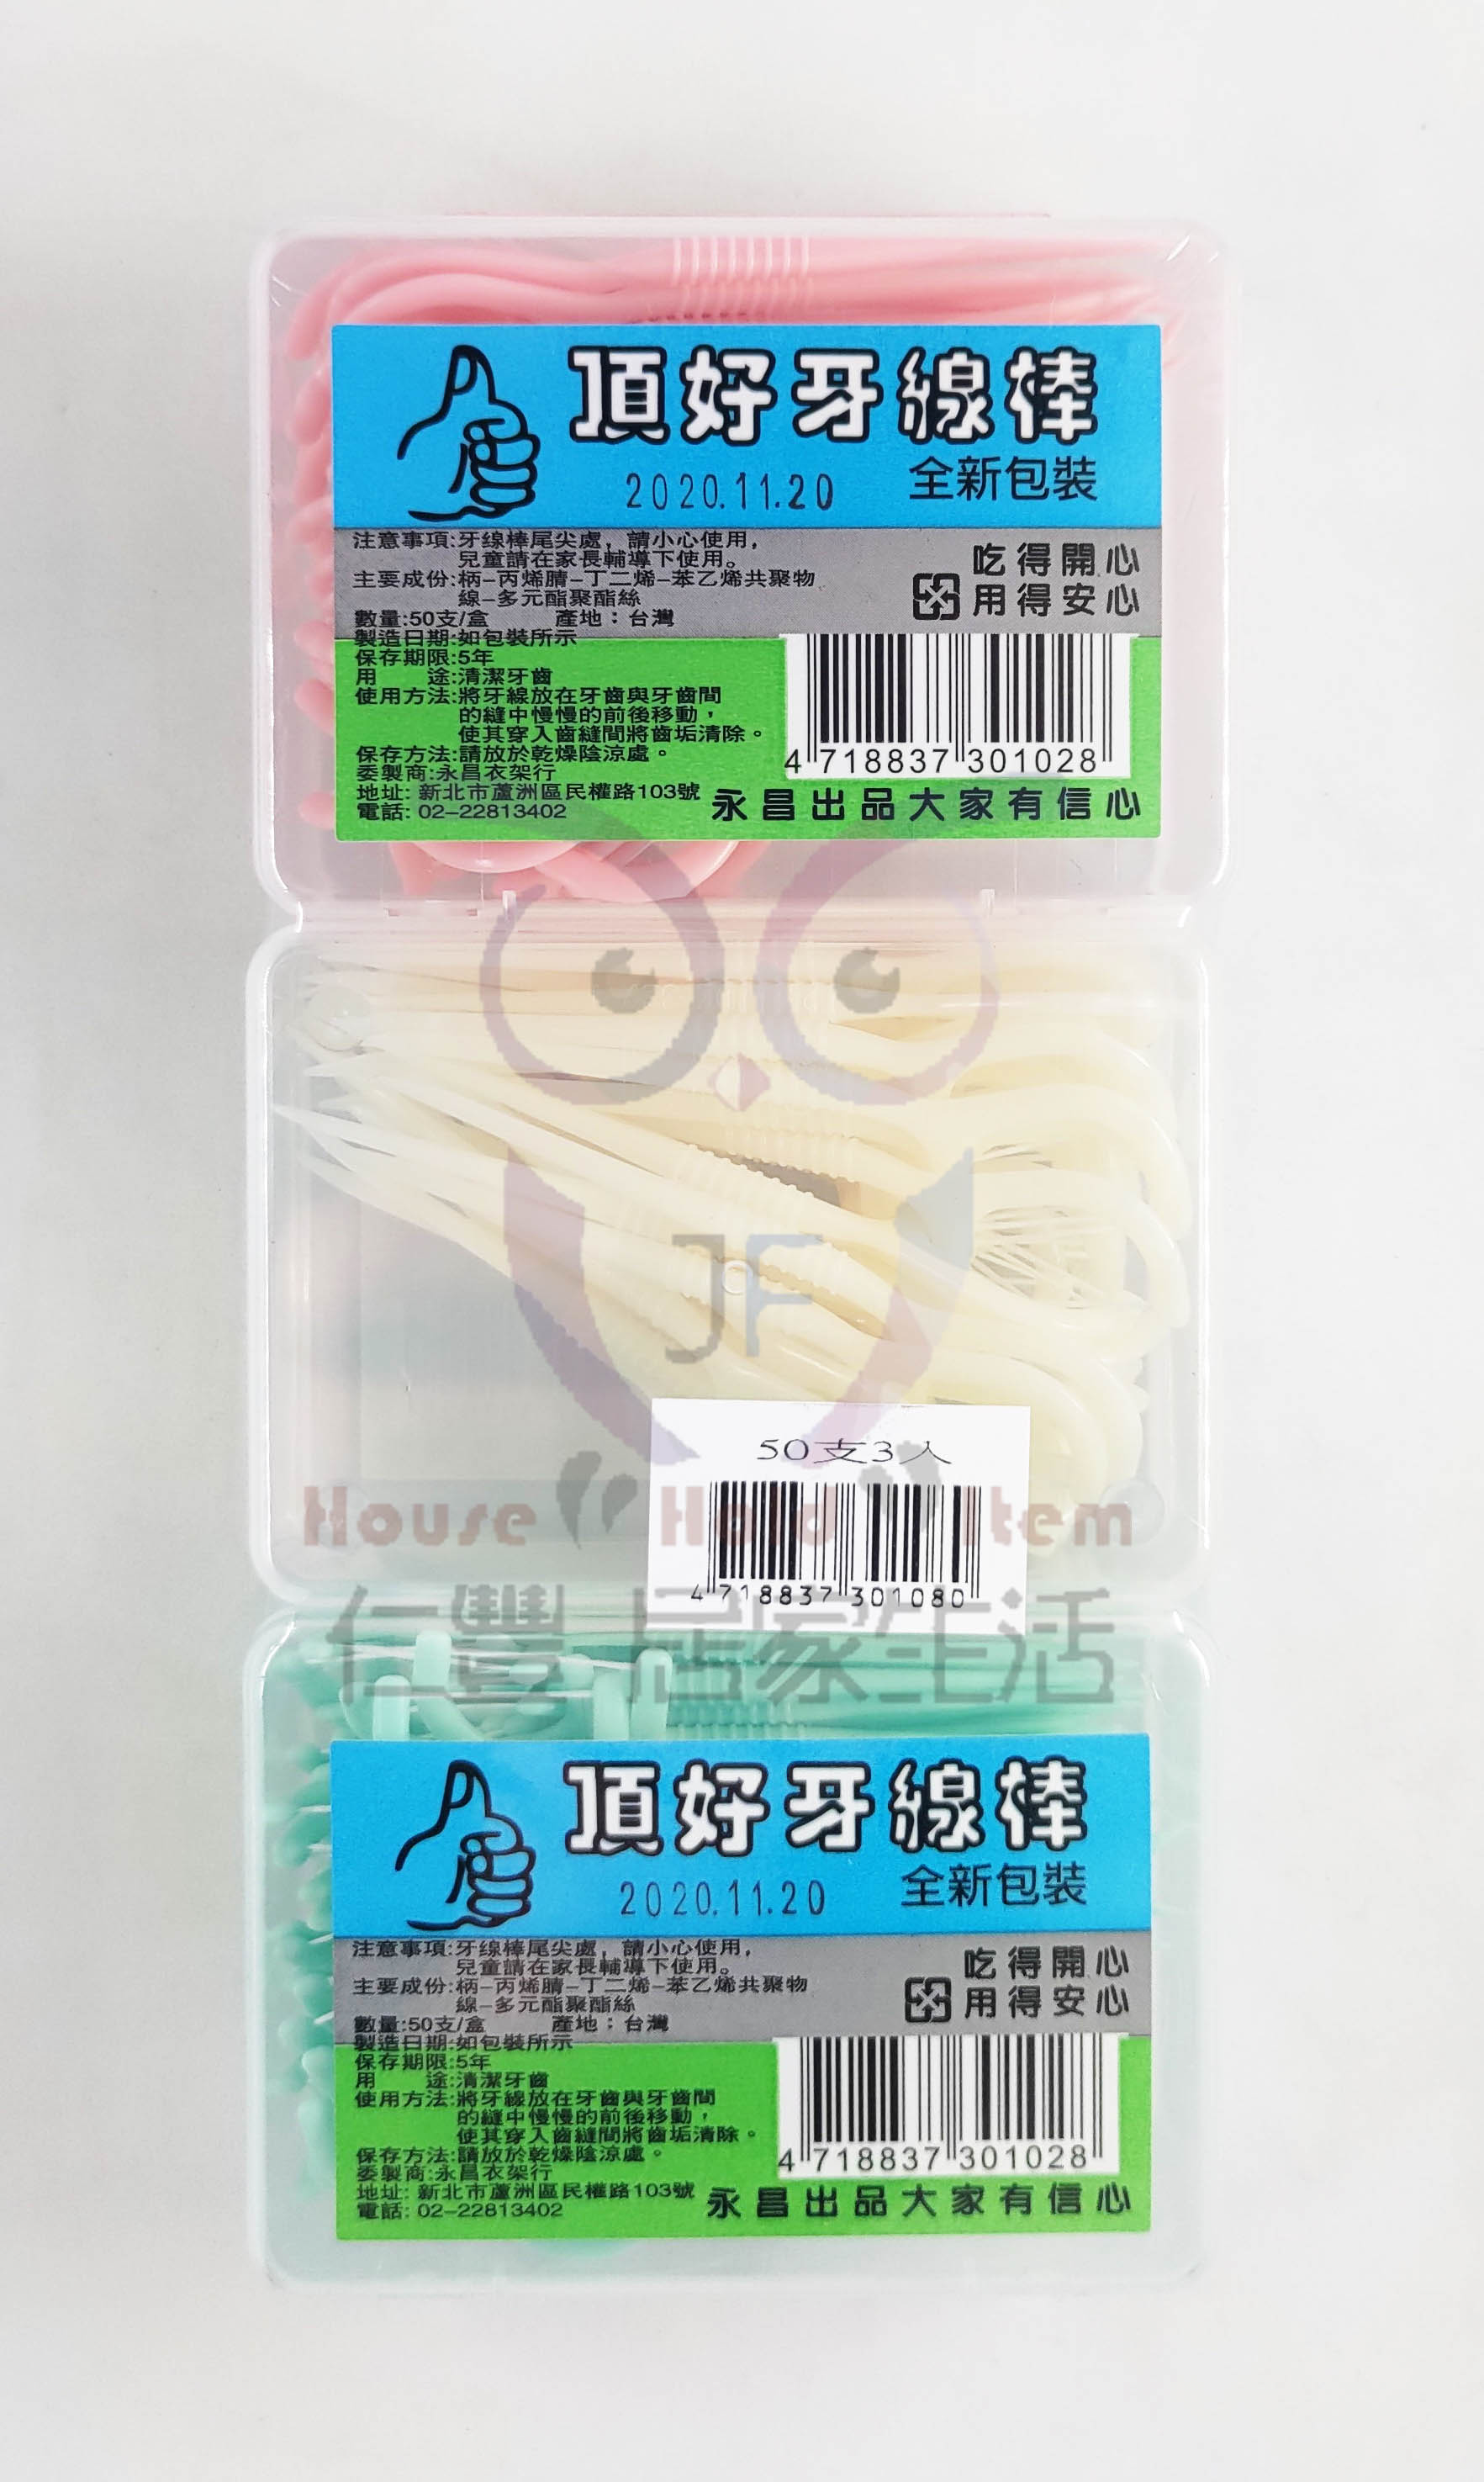 頂好牙線棒
2020.11.20
全新包裝
注意事項:牙线棒尾尖處，請小心使用，
兒童請在家長輔導下使用。
主要成份:柄-丙烯腈-丁二烯-苯乙烯共聚物
線-多元酯聚酯絲
數量:50支/盒 產地：台灣
製造日期:如包裝所示
保存期限:5年
用 途:清潔牙齒
使用方法:將牙線放在牙齒與牙齒間
的縫中慢慢的前後移動，
使其穿入齒縫間將齒垢清除。
保存方法:請放於乾燥陰涼處。
委製商:永昌衣架行
地址: 新北市蘆洲區民權路103號
電話: 02-22813402
吃得開心
用得安心
4 718837 301028
永昌出品大家有信心
JF
50支3入
4 718837 301080
House Hold Item
仁豐 居家生活
頂好牙線棒
2020.11.20
全新包裝
注意事項:牙线棒尾尖處，請小心使用，
兒童請在家長輔導下使用。
主要成份:柄-丙烯腈-丁二烯-苯乙烯共聚物
線-多元酯聚酯絲
數量:50支/盒 產地：台灣
製造日期:如包裝所示
保存期限:5年
用 途:清潔牙齒
使用方法:將牙線放在牙齒與牙齒間
的縫中慢慢的前後移動，
使其穿入齒縫間將齒垢清除。
保存方法:請放於乾燥陰涼處。
委製商:永昌衣架行
地址: 新北市蘆洲區民權路103號
電話: 02-22813402
吃得開心
用得安心
4 718837 301028
永昌出品大家有信心